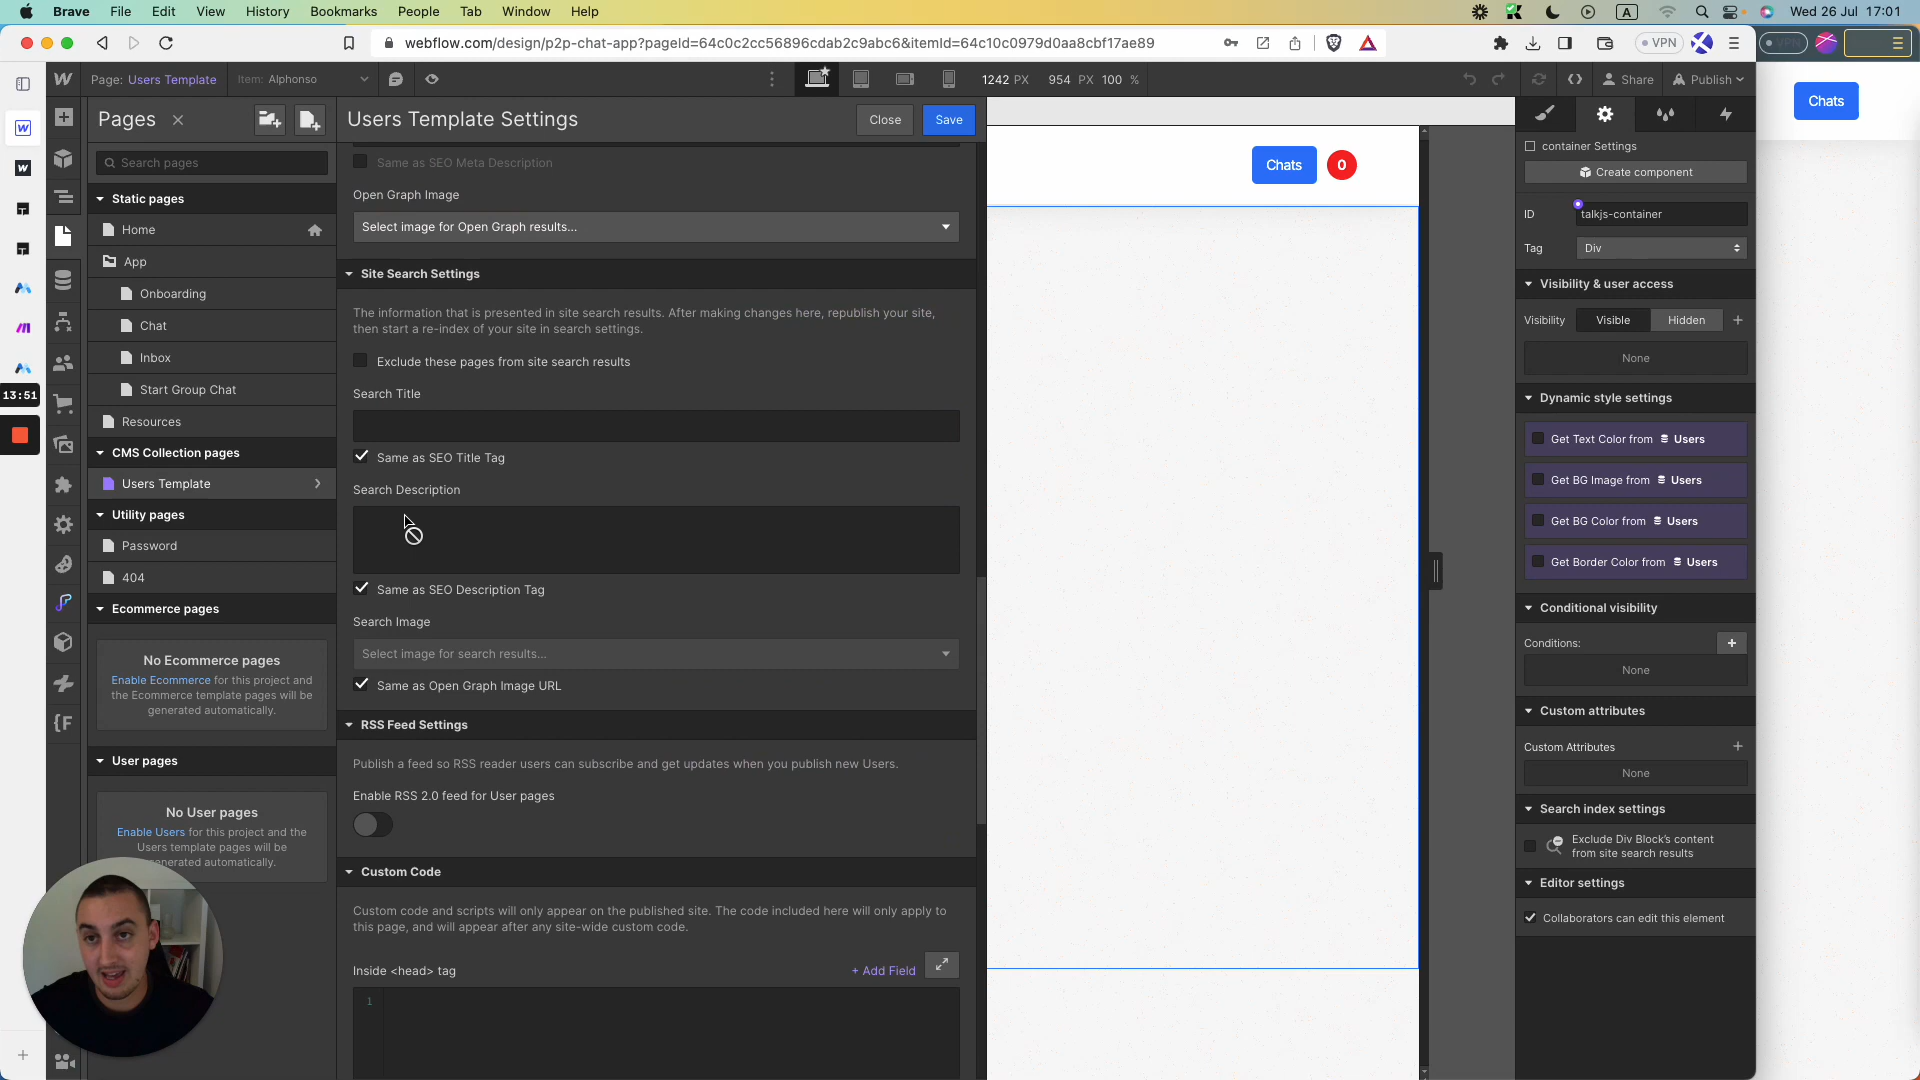 Brave File Edit View History Bookmarks People Tab Window Help
A
Wed 26 Jul 17:01
webflow.com/design/p2p-chat-app?pageId=64c0c2cc56896cdab2c9abc6&itemId=64c10c0979d0aa8cbf17ae89
VPN
Page: Users Template Item: Alphonso
1242 PX 954 PX 100 %
Share Publish
Chats
Pages
Search pages
Static pages
Home
App
Onboarding
Chat
Inbox
Start Group Chat
Resources
CMS Collection pages
Users Template
Utility pages
Password
404
Ecommerce pages
No Ecommerce pages
Enable Ecommerce for this project and
the Ecommerce template pages will be
generated automatically.
User pages
No User pages
Enable Users for this project and the
Users template pages will be
generated automatically.
13:51
Users Template Settings
Close Save
Same as SEO Meta Description
Open Graph Image
Select image for Open Graph results...
Site Search Settings
The information that is presented in site search results. After making changes here, republish your site,
then start a re-index of your site in search settings.
Exclude these pages from site search results
Search Title
Same as SEO Title Tag
Search Description
Same as SEO Description Tag
Search Image
Select image for search results...
Same as Open Graph Image URL
RSS Feed Settings
Publish a feed so RSS reader users can subscribe and get updates when you publish new Users.
Enable RSS 2.0 feed for User pages
Custom Code
Custom code and scripts will only appear on the published site. The code included here will only apply to
this page, and will appear after any site-wide custom code.
Inside <head> tag
+ Add Field
1
Chats 0
container Settings
Create component
ID talkjs-container
Tag Div
Visibility & user access
Visibility Visible Hidden
None
Dynamic style settings
Get Text Color from Users
Get BG Image from Users
Get BG Color from Users
Get Border Color from Users
Conditional visibility
Conditions:
None
Custom attributes
Custom Attributes
None
Search index settings
Exclude Div Block's content
from site search results
Editor settings
Collaborators can edit this element